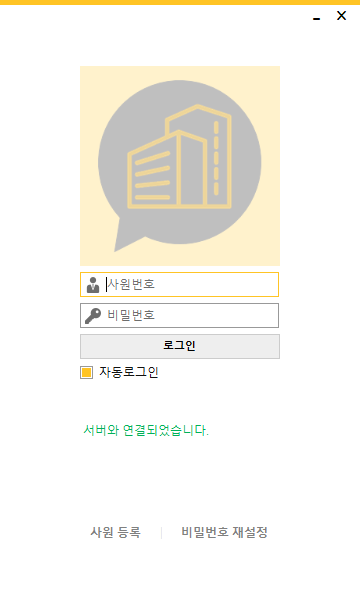 사원번호
비밀번호
로그인
자동로그인
서버와 연결되었습니다.
사원 등록 | 비밀번호 재설정